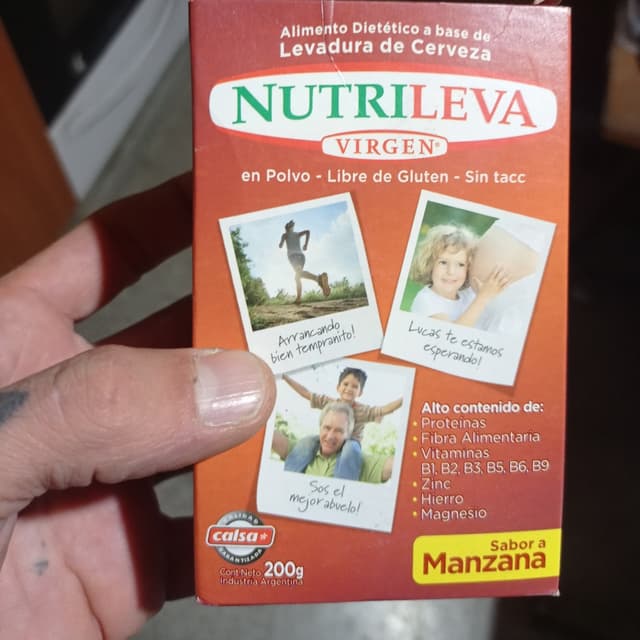 Alimento Dietético a base de
Levadura de Cerveza
NUTRILEVA
VIRGEN®
en Polvo - Libre de Gluten - Sin tacc
Arrancando
bien tempranito!
Lucas te estamos
esperando!
Sos el
mejor abuelo!
Alto contenido de:
• Proteínas
• Fibra Alimentaria
• Vitaminas
B1, B2, B3, B5, B6, B9
• Zinc
• Hierro
• Magnesio
CALIDAD
calsa
GARANTIZADA
Cont Neto 200g
Industria Argentina
Sabor a
Manzana